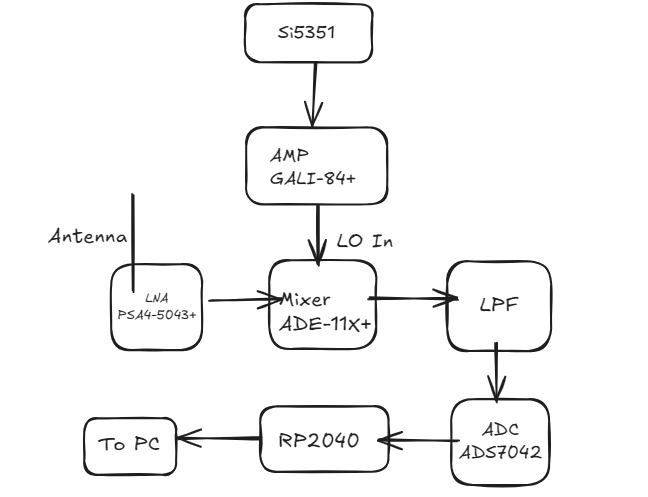 Si5351
AMP
GALI-84+
Antenna
LO In
LNA
PSA4-5043+
Mixer
ADE-11X+
LPF
ADC
ADS7042
RP2040
To PC